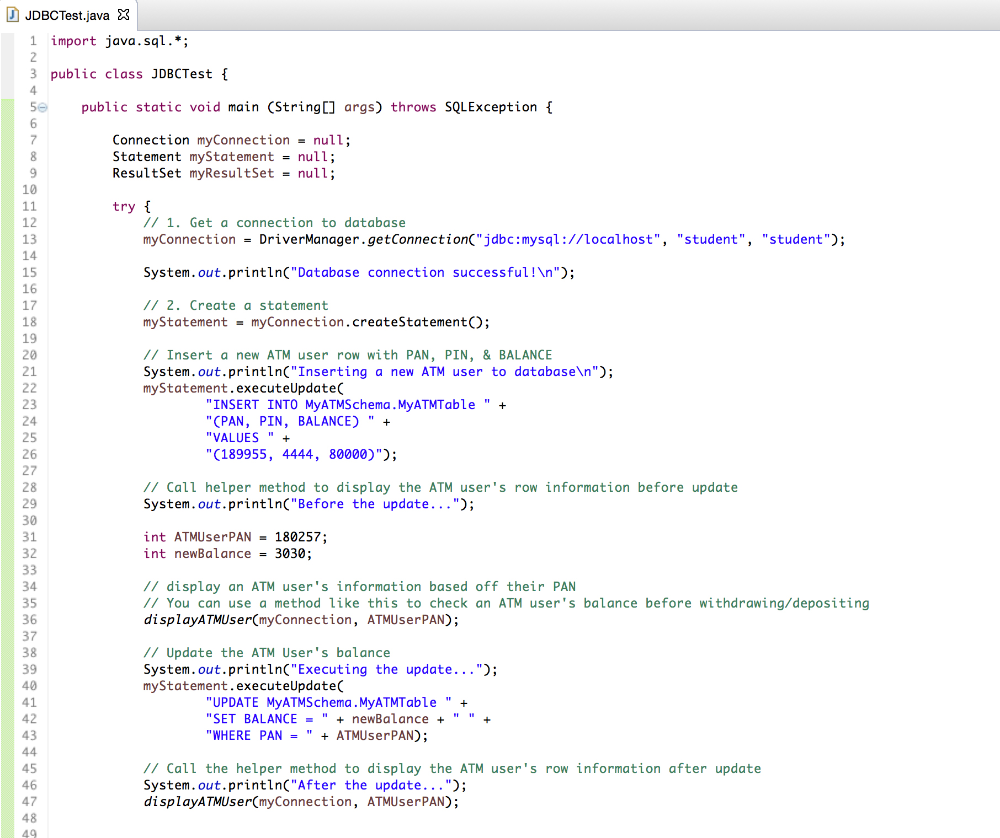 JDBCTest.java
1 import java.sql.*;
2
3 public class JDBCTest {
4
5 public static void main (String[] args) throws SQLException {
6
7 Connection myConnection = null;
8 Statement myStatement = null;
9 ResultSet myResultSet = null;
10
11 try {
12 // 1. Get a connection to database
13 myConnection = DriverManager.getConnection("jdbc:mysql://localhost", "student", "student");
14
15 System.out.println("Database connection successful!\n");
16
17 // 2. Create a statement
18 myStatement = myConnection.createStatement();
19
20 // Insert a new ATM user row with PAN, PIN, & BALANCE
21 System.out.println("Inserting a new ATM user to database\n");
22 myStatement.executeUpdate(
23 "INSERT INTO MyATMSchema.MyATMTable " +
24 "(PAN, PIN, BALANCE) " +
25 "VALUES " +
26 "(189955, 4444, 80000)");
27
28 // Call helper method to display the ATM user's row information before update
29 System.out.println("Before the update...");
30
31 int ATMUserPAN = 180257;
32 int newBalance = 3030;
33
34 // display an ATM user's information based off their PAN
35 // You can use a method like this to check an ATM user's balance before withdrawing/depositing
36 displayATMUser(myConnection, ATMUserPAN);
37
38 // Update the ATM User's balance
39 System.out.println("Executing the update...");
40 myStatement.executeUpdate(
41 "UPDATE MyATMSchema.MyATMTable " +
42 "SET BALANCE = " + newBalance + " " +
43 "WHERE PAN = " + ATMUserPAN);
44
45 // Call the helper method to display the ATM user's row information after update
46 System.out.println("After the update...");
47 displayATMUser(myConnection, ATMUserPAN);
48
49